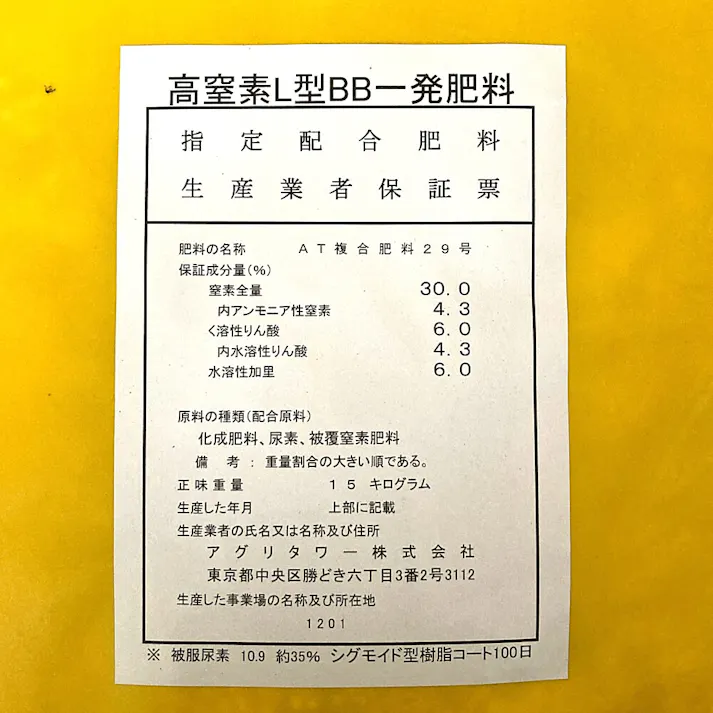 高窒素L型BB一発肥料
指定配合肥料
生産業者保証票
肥料の名称 AT複合肥料29号
保証成分量(%)
窒素全量 30.0
内アンモニア性窒素 4.3
く溶性りん酸 6.0
内水溶性りん酸 4.3
水溶性加里 6.0
原料の種類(配合原料)
化成肥料、尿素、被覆窒素肥料
備考:重量割合の大きい順である。
正味重量 15 キログラム
生産した年月 上部に記載
生産業者の氏名又は名称及び住所
アグリタワー株式会社
東京都中央区勝どき六丁目3番2号3112
生産した事業場の名称及び所在地
1201
※ 被服尿素 10.9 約35% シグモイド型樹脂コート100日